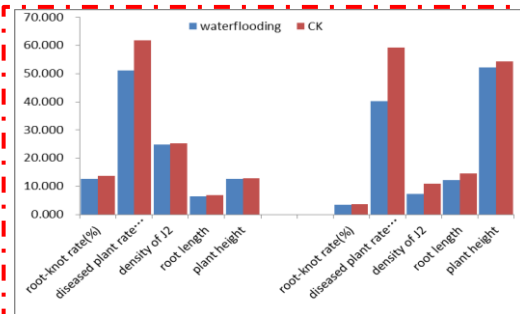 70.000
waterflooding CK
60.000
50.000
40.000
30.000
20.000
10.000
0.000
root-knot rate(%)
diseased plant rate…
density of J2
root length
plant height
root-knot rate(%)
diseased plant rate…
density of J2
root length
plant height